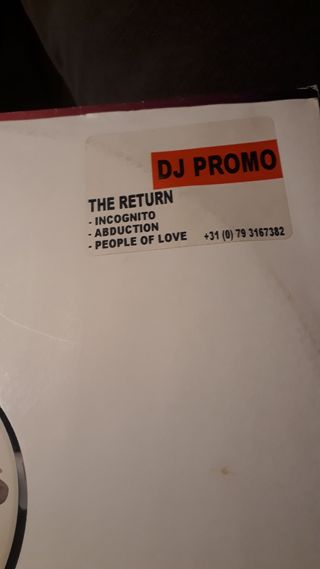 DJ PROMO
THE RETURN
- INCOGNITO
- ABDUCTION
- PEOPLE OF LOVE +31 (0) 79 3167382